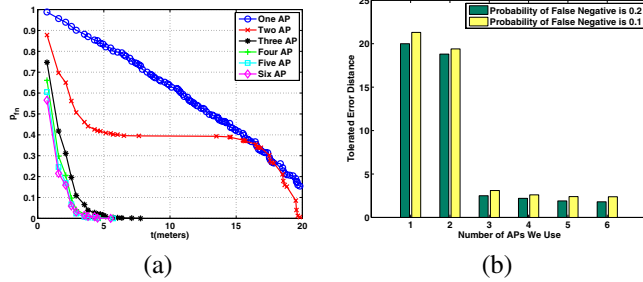 1
0.9
0.8
0.7
0.6
0.5
0.4
0.3
0.2
0.1
0
p_fn
0
5
10
15
20
t(meters)
One AP
Two AP
Three AP
Four AP
Five AP
Six AP
(a)
25
20
15
10
5
0
Tolerated Error Distance
Probability of False Negative is 0.2
Probability of False Negative is 0.1
1
2
3
4
5
6
Number of APs We Use
(b)